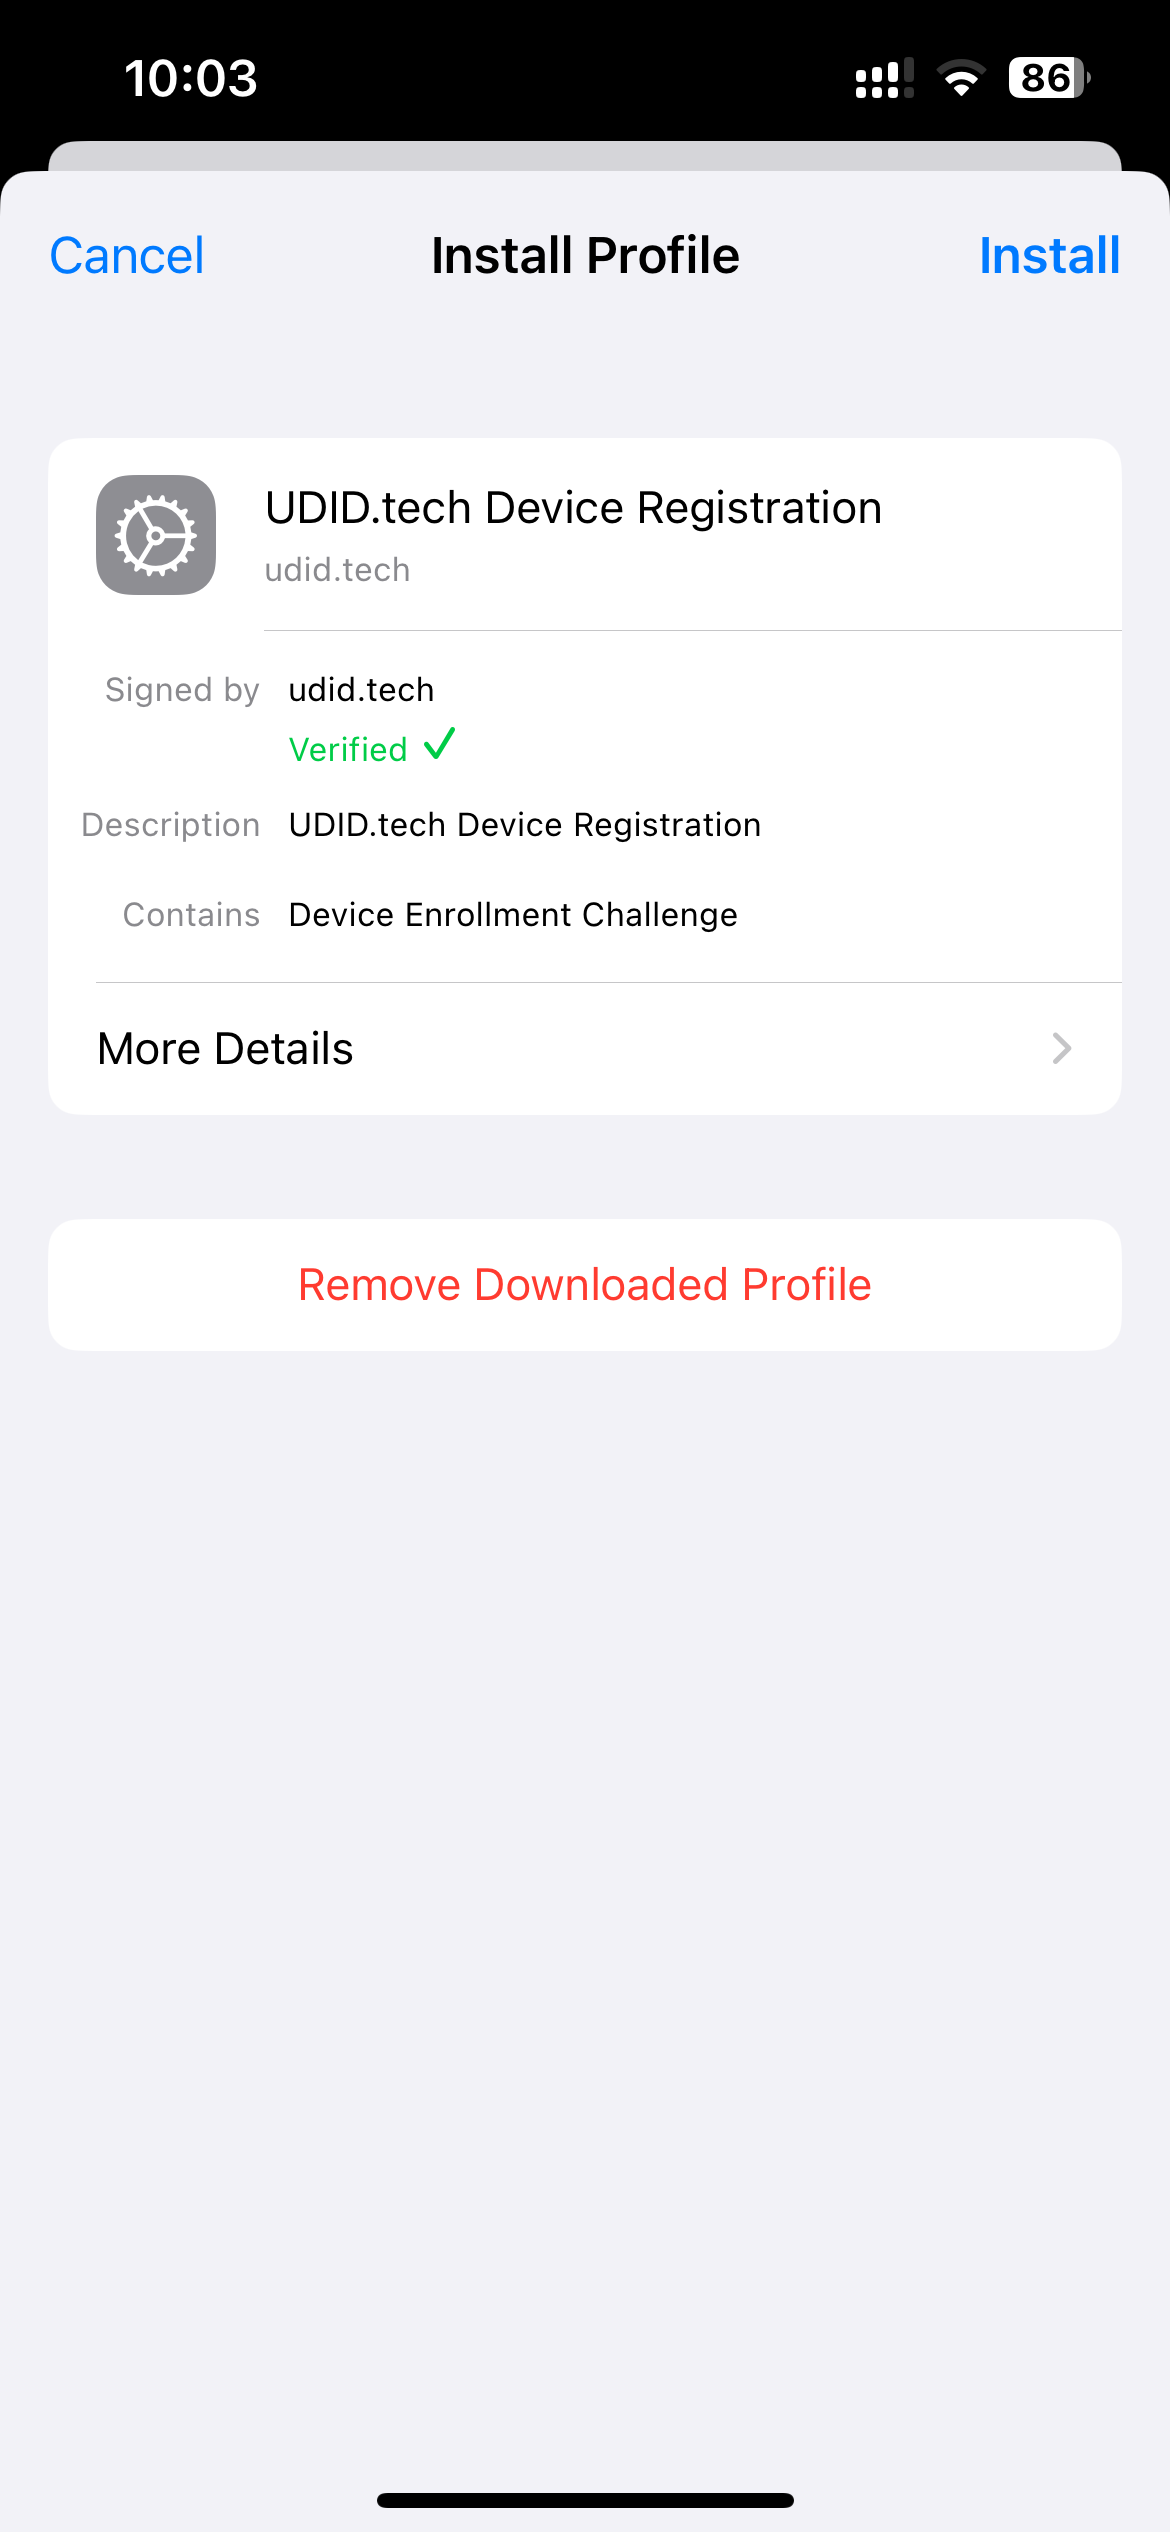 10:03
86
Cancel
Install Profile
Install
UDID.tech Device Registration
udid.tech
Signed by udid.tech
Verified ✓
Description UDID.tech Device Registration
Contains Device Enrollment Challenge
More Details
Remove Downloaded Profile